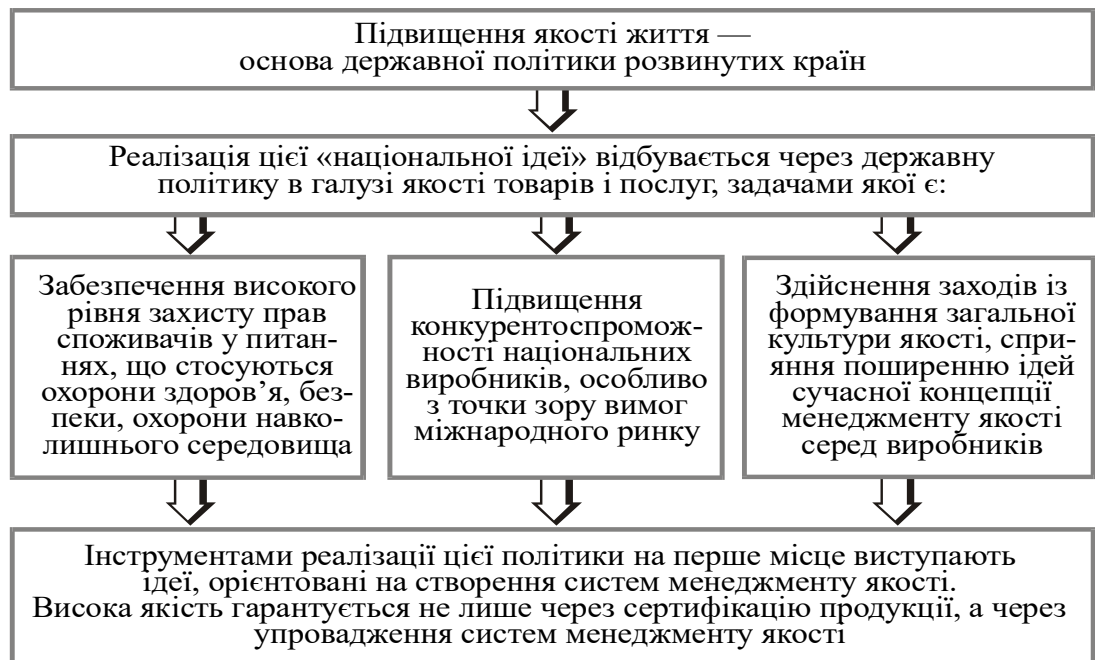 Підвищення якості життя —
основа державної політики розвинутих країн
Реалізація цієї «національної ідеї» відбувається через державну
політику в галузі якості товарів і послуг, задачами якої є:
Забезпечення високого
рівня захисту прав
споживачів у питан-
нях, що стосуються
охорони здоров’я, без-
пеки, охорони навко-
лишнього середовища
Підвищення
конкурентоспромож-
ності національних
виробників, особливо
з точки зору вимог
міжнародного ринку
Здійснення заходів із
формування загальної
культури якості, спри-
яння поширенню ідей
сучасної концепції
менеджменту якості
серед виробників
Інструментами реалізації цієї політики на перше місце виступають
ідеї, орієнтовані на створення систем менеджменту якості.
Висока якість гарантується не лише через сертифікацію продукції, а через
упровадження систем менеджменту якості